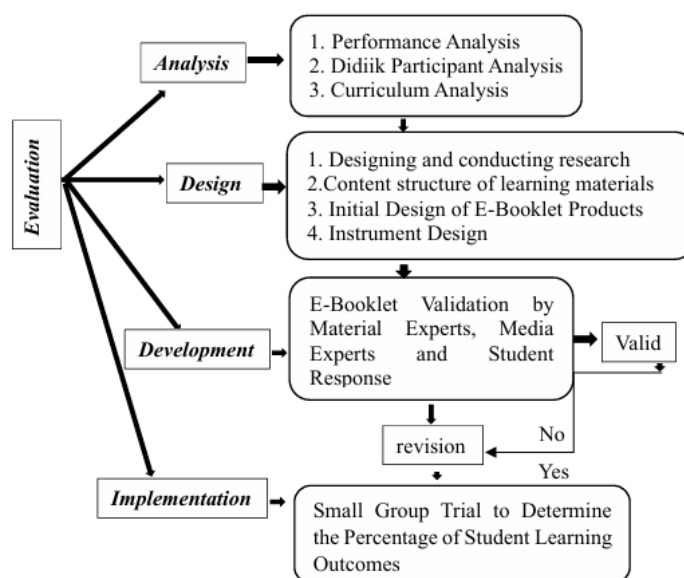 Evaluation
Analysis
1. Performance Analysis
2. Didiik Participant Analysis
3. Curriculum Analysis
Design
1. Designing and conducting research
2.Content structure of learning materials
3. Initial Design of E-Booklet Products
4. Instrument Design
Development
E-Booklet Validation by
Material Experts, Media
Experts and Student
Response
Valid
revision
No
Yes
Implementation
Small Group Trial to Determine
the Percentage of Student Learning
Outcomes